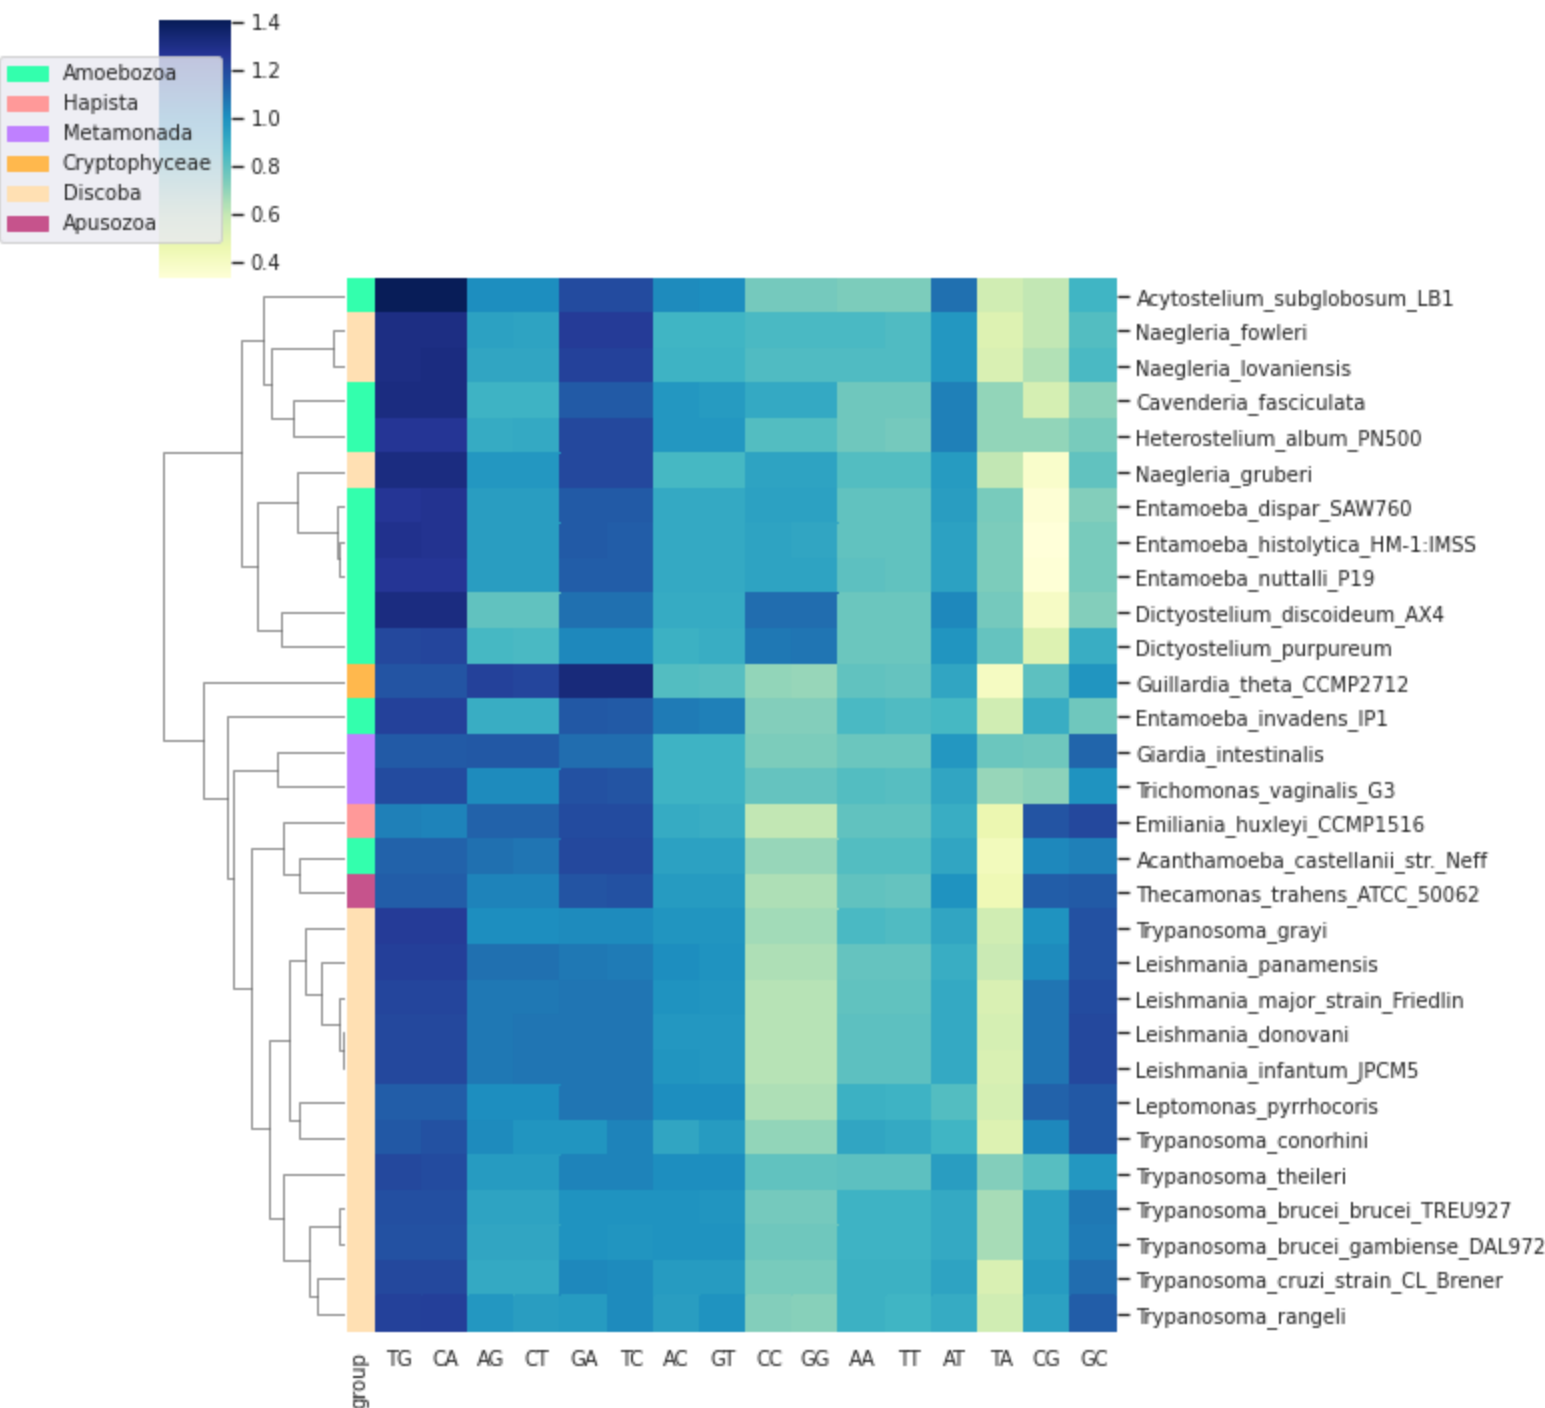 1.4
1.2
1.0
0.8
0.6
0.4
Amoebozoa
Hapista
Metamonada
Cryptophyceae
Discoba
Apusozoa
Acytostelium_subglobosum_LB1
Naegleria_fowleri
Naegleria_lovaniensis
Cavenderia_fasciculata
Heterostelium_album_PN500
Naegleria_gruberi
Entamoeba_dispar_SAW760
Entamoeba_histolytica_HM-1:IMSS
Entamoeba_nuttalli_P19
Dictyostelium_discoideum_AX4
Dictyostelium_purpureum
Guillardia_theta_CCMP2712
Entamoeba_invadens_IP1
Giardia_intestinalis
Trichomonas_vaginalis_G3
Emiliania_huxleyi_CCMP1516
Acanthamoeba_castellanii_str._Neff
Thecamonas_trahens_ATCC_50062
Trypanosoma_grayi
Leishmania_panamensis
Leishmania_major_strain_Friedlin
Leishmania_donovani
Leishmania_infantum_JPCM5
Leptomonas_pyrrhocoris
Trypanosoma_conorhini
Trypanosoma_theileri
Trypanosoma_brucei_brucei_TREU927
Trypanosoma_brucei_gambiense_DAL972
Trypanosoma_cruzi_strain_CL_Brener
Trypanosoma_rangeli
group TG CA AG CT GA TC AC GT CC GG AA TT AT TA CG GC